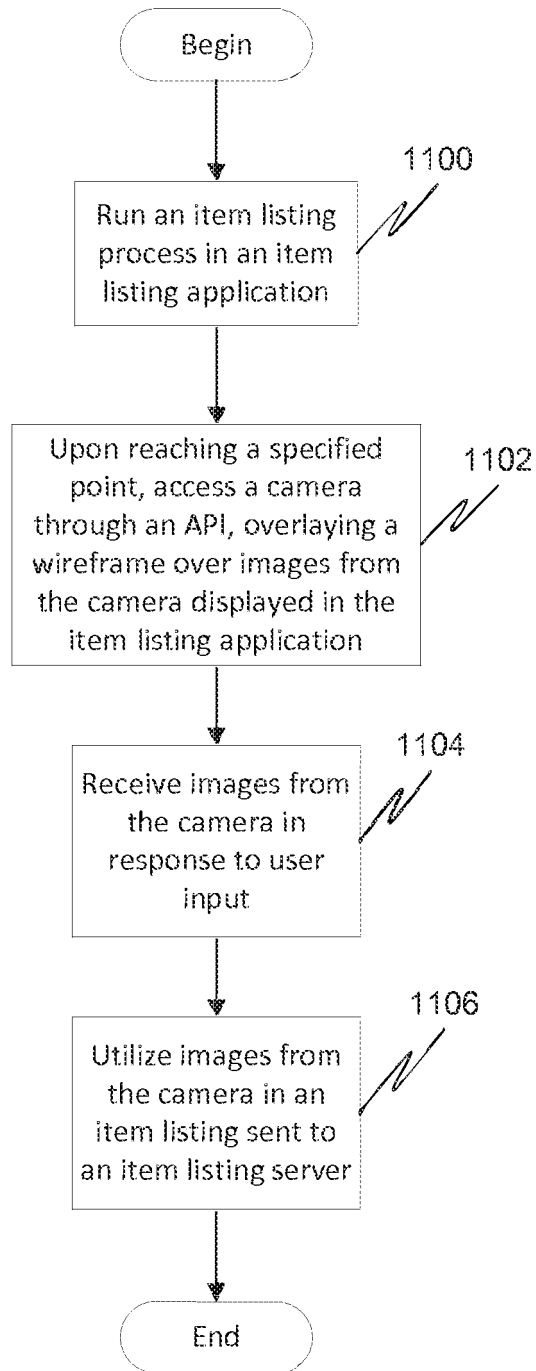 Begin
1100
Run an item listing
process in an item
listing application
1102
Upon reaching a specified
point, access a camera
through an API, overlaying a
wireframe over images from
the camera displayed in the
item listing application
1104
Receive images from
the camera in
response to user
input
1106
Utilize images from
the camera in an
item listing sent to
an item listing server
End